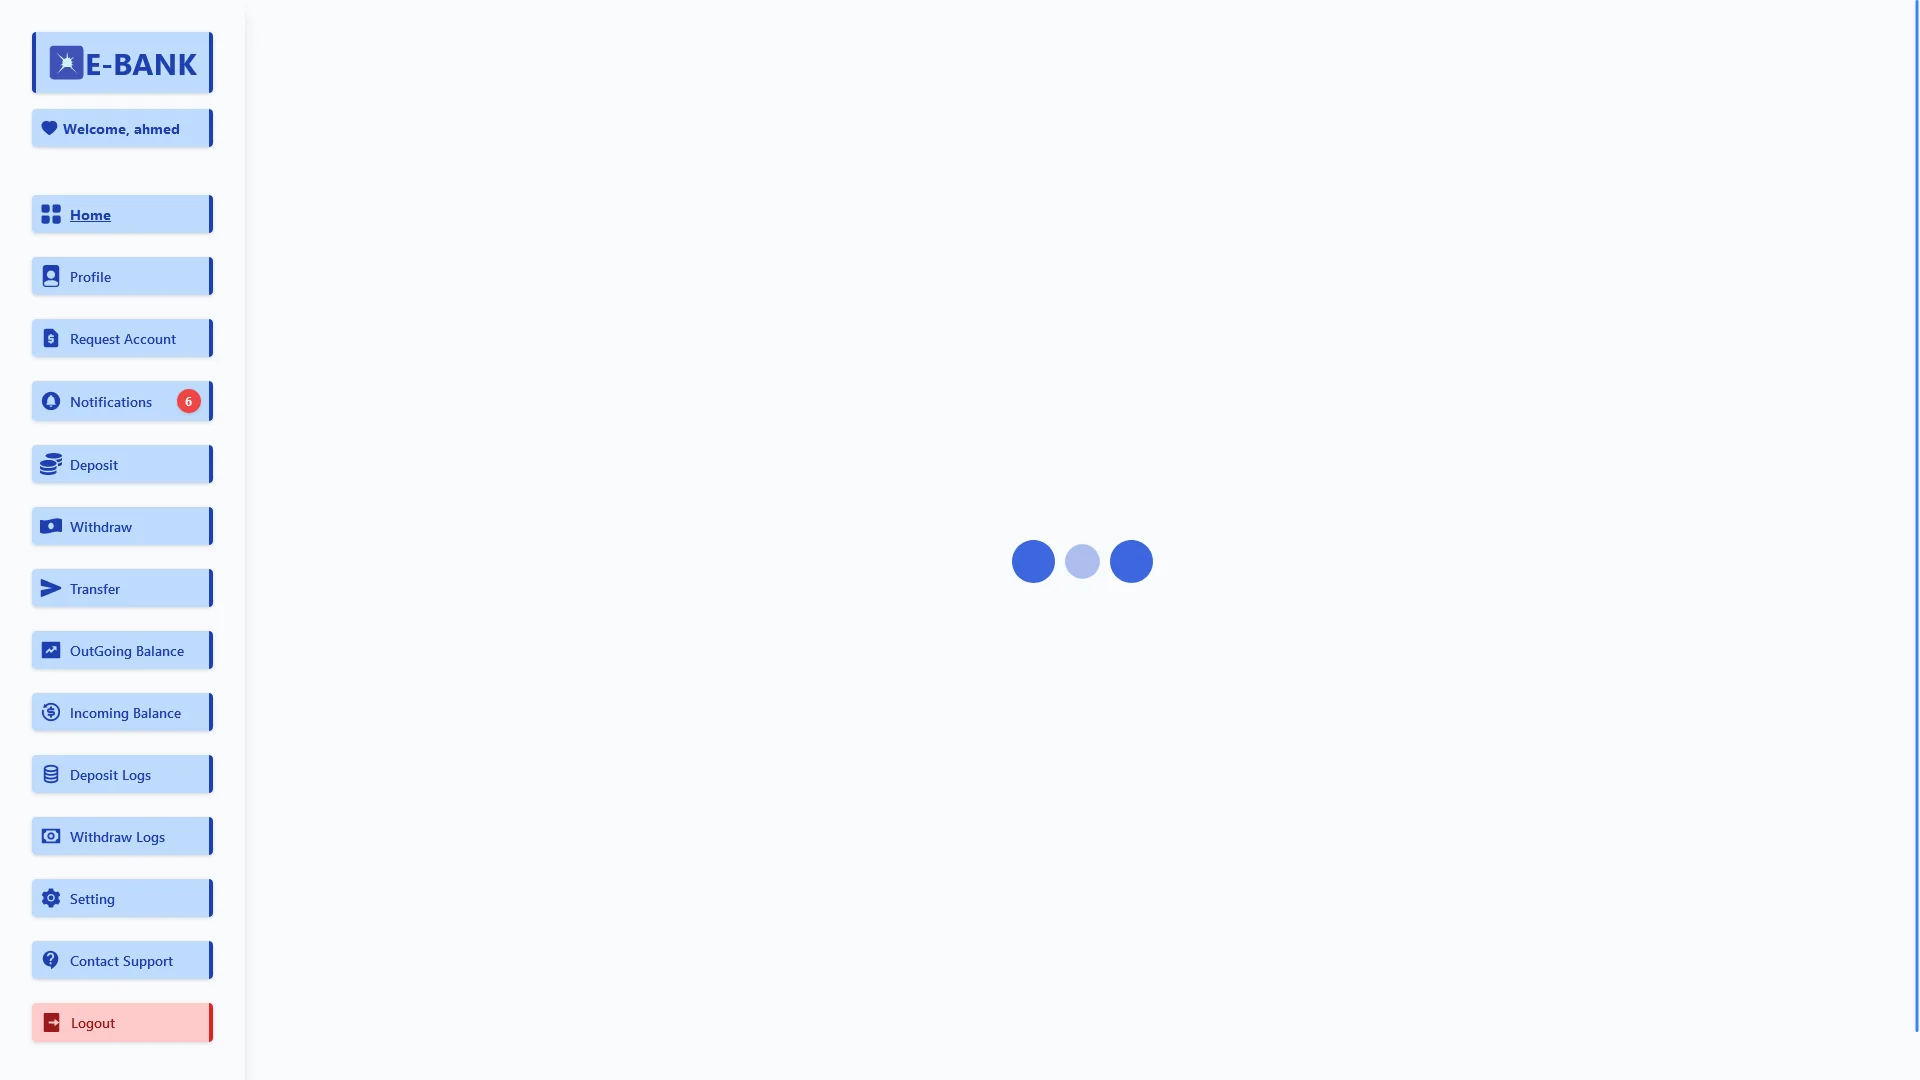 E-BANK
Welcome, ahmed
Home
Profile
Request Account
Notifications 6
Deposit
Withdraw
Transfer
OutGoing Balance
Incoming Balance
Deposit Logs
Withdraw Logs
Setting
Contact Support
Logout